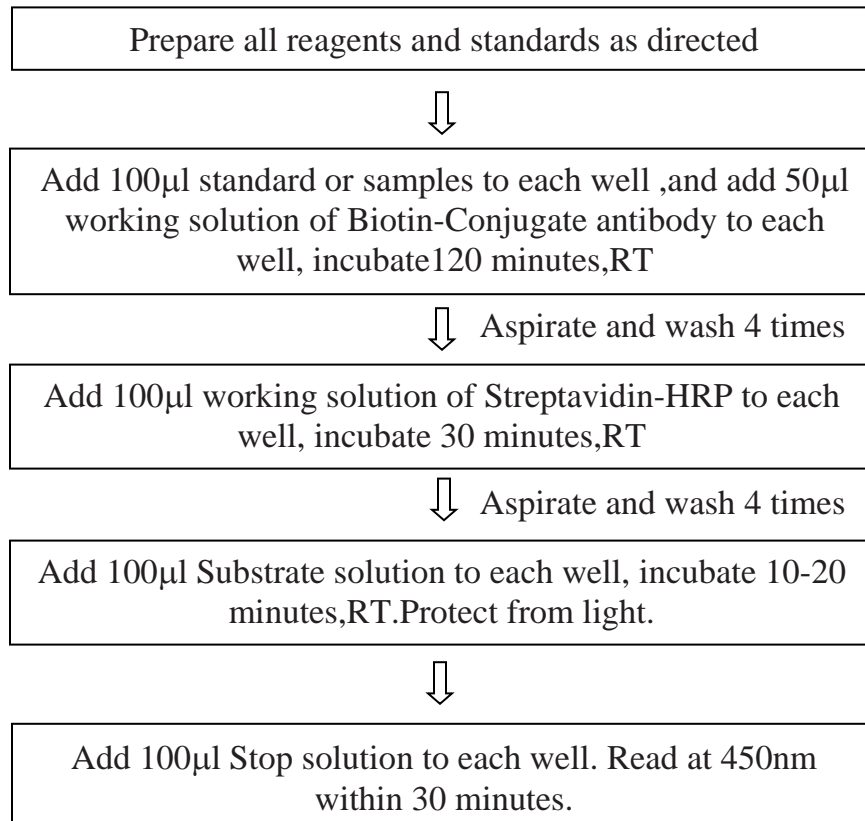 Prepare all reagents and standards as directed
Add 100μl standard or samples to each well ,and add 50μl
working solution of Biotin-Conjugate antibody to each
well, incubate120 minutes,RT
Aspirate and wash 4 times
Add 100μl working solution of Streptavidin-HRP to each
well, incubate 30 minutes,RT
Aspirate and wash 4 times
Add 100μl Substrate solution to each well, incubate 10-20
minutes,RT.Protect from light.
Add 100μl Stop solution to each well. Read at 450nm
within 30 minutes.